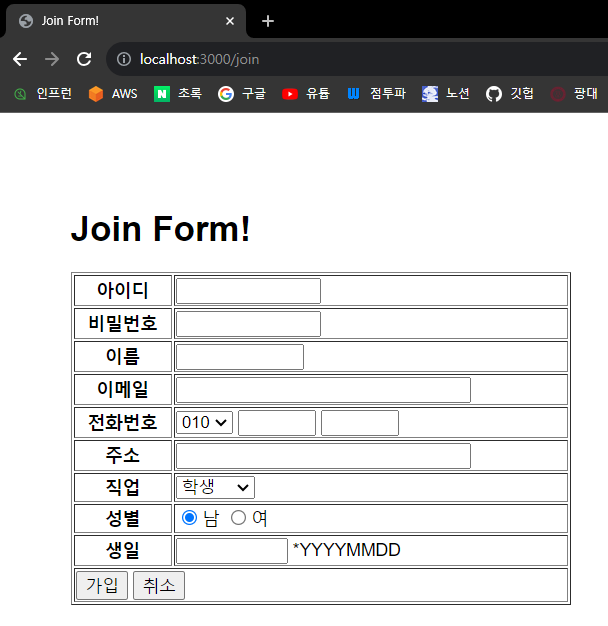 Join Form!
localhost:3000/join
인프런 AWS 초록 구글 유튭 점투파 노션 깃헙 팡대
Join Form!
아이디
비밀번호
이름
이메일
전화번호 010
주소
직업 학생
성별 남 여
생일 *YYYYMMDD
가입 취소